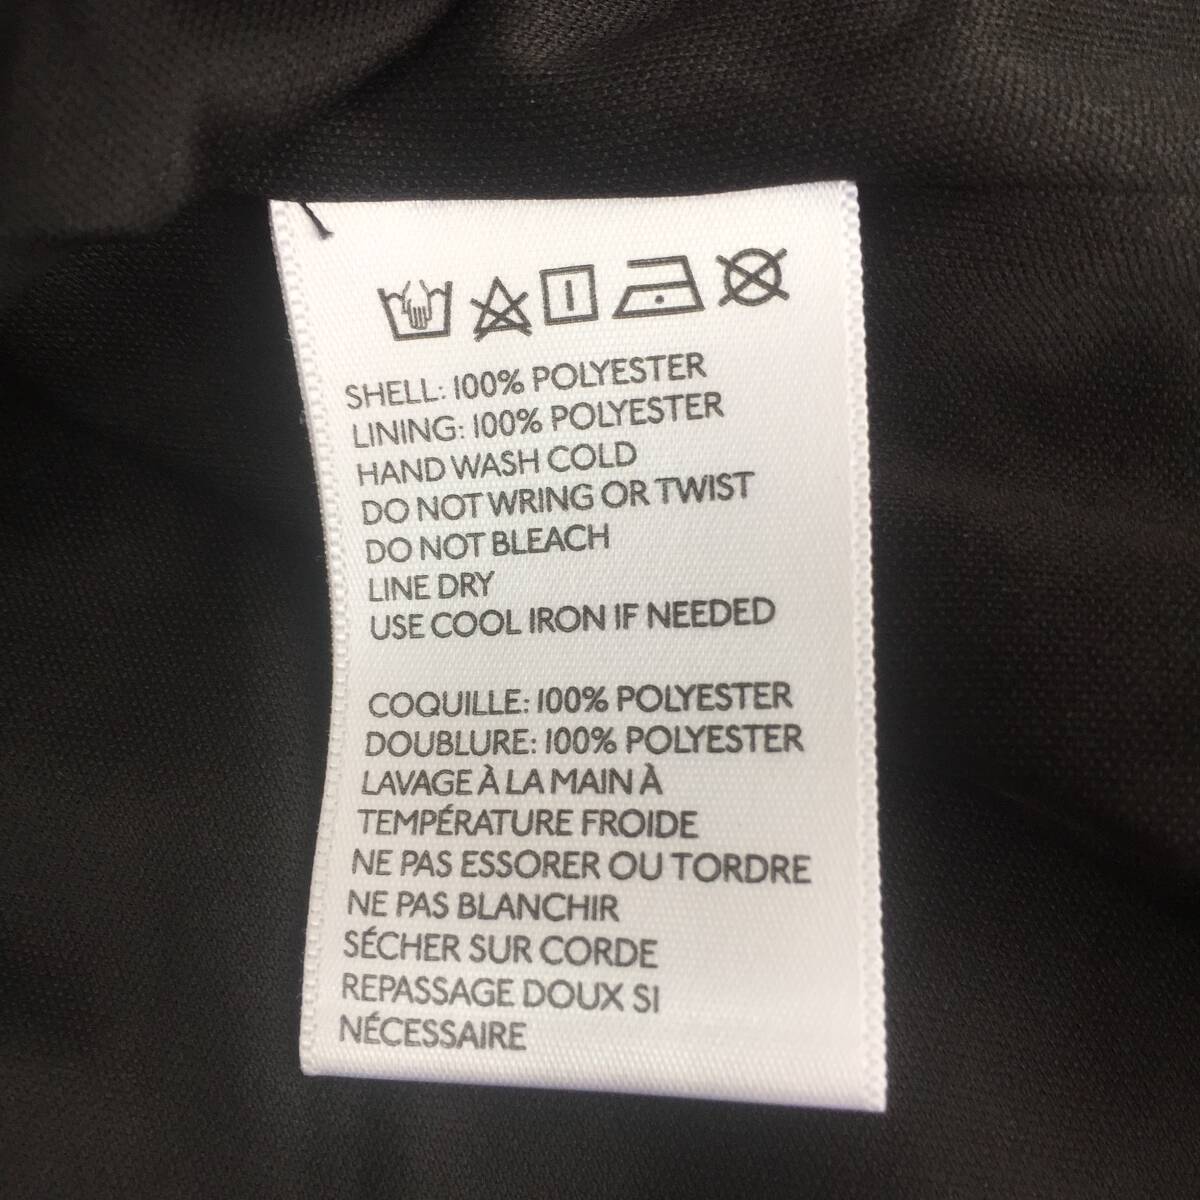 SHELL: 100% POLYESTER
LINING: 100% POLYESTER
HAND WASH COLD
DO NOT WRING OR TWIST
DO NOT BLEACH
LINE DRY
USE COOL IRON IF NEEDED
COQUILLE: 100% POLYESTER
DOUBLURE: 100% POLYESTER
LAVAGE À LA MAIN À
TEMPÉRATURE FROIDE
NE PAS ESSORER OU TORDRE
NE PAS BLANCHIR
SÉCHER SUR CORDE
REPASSAGE DOUX SI
NÉCESSAIRE